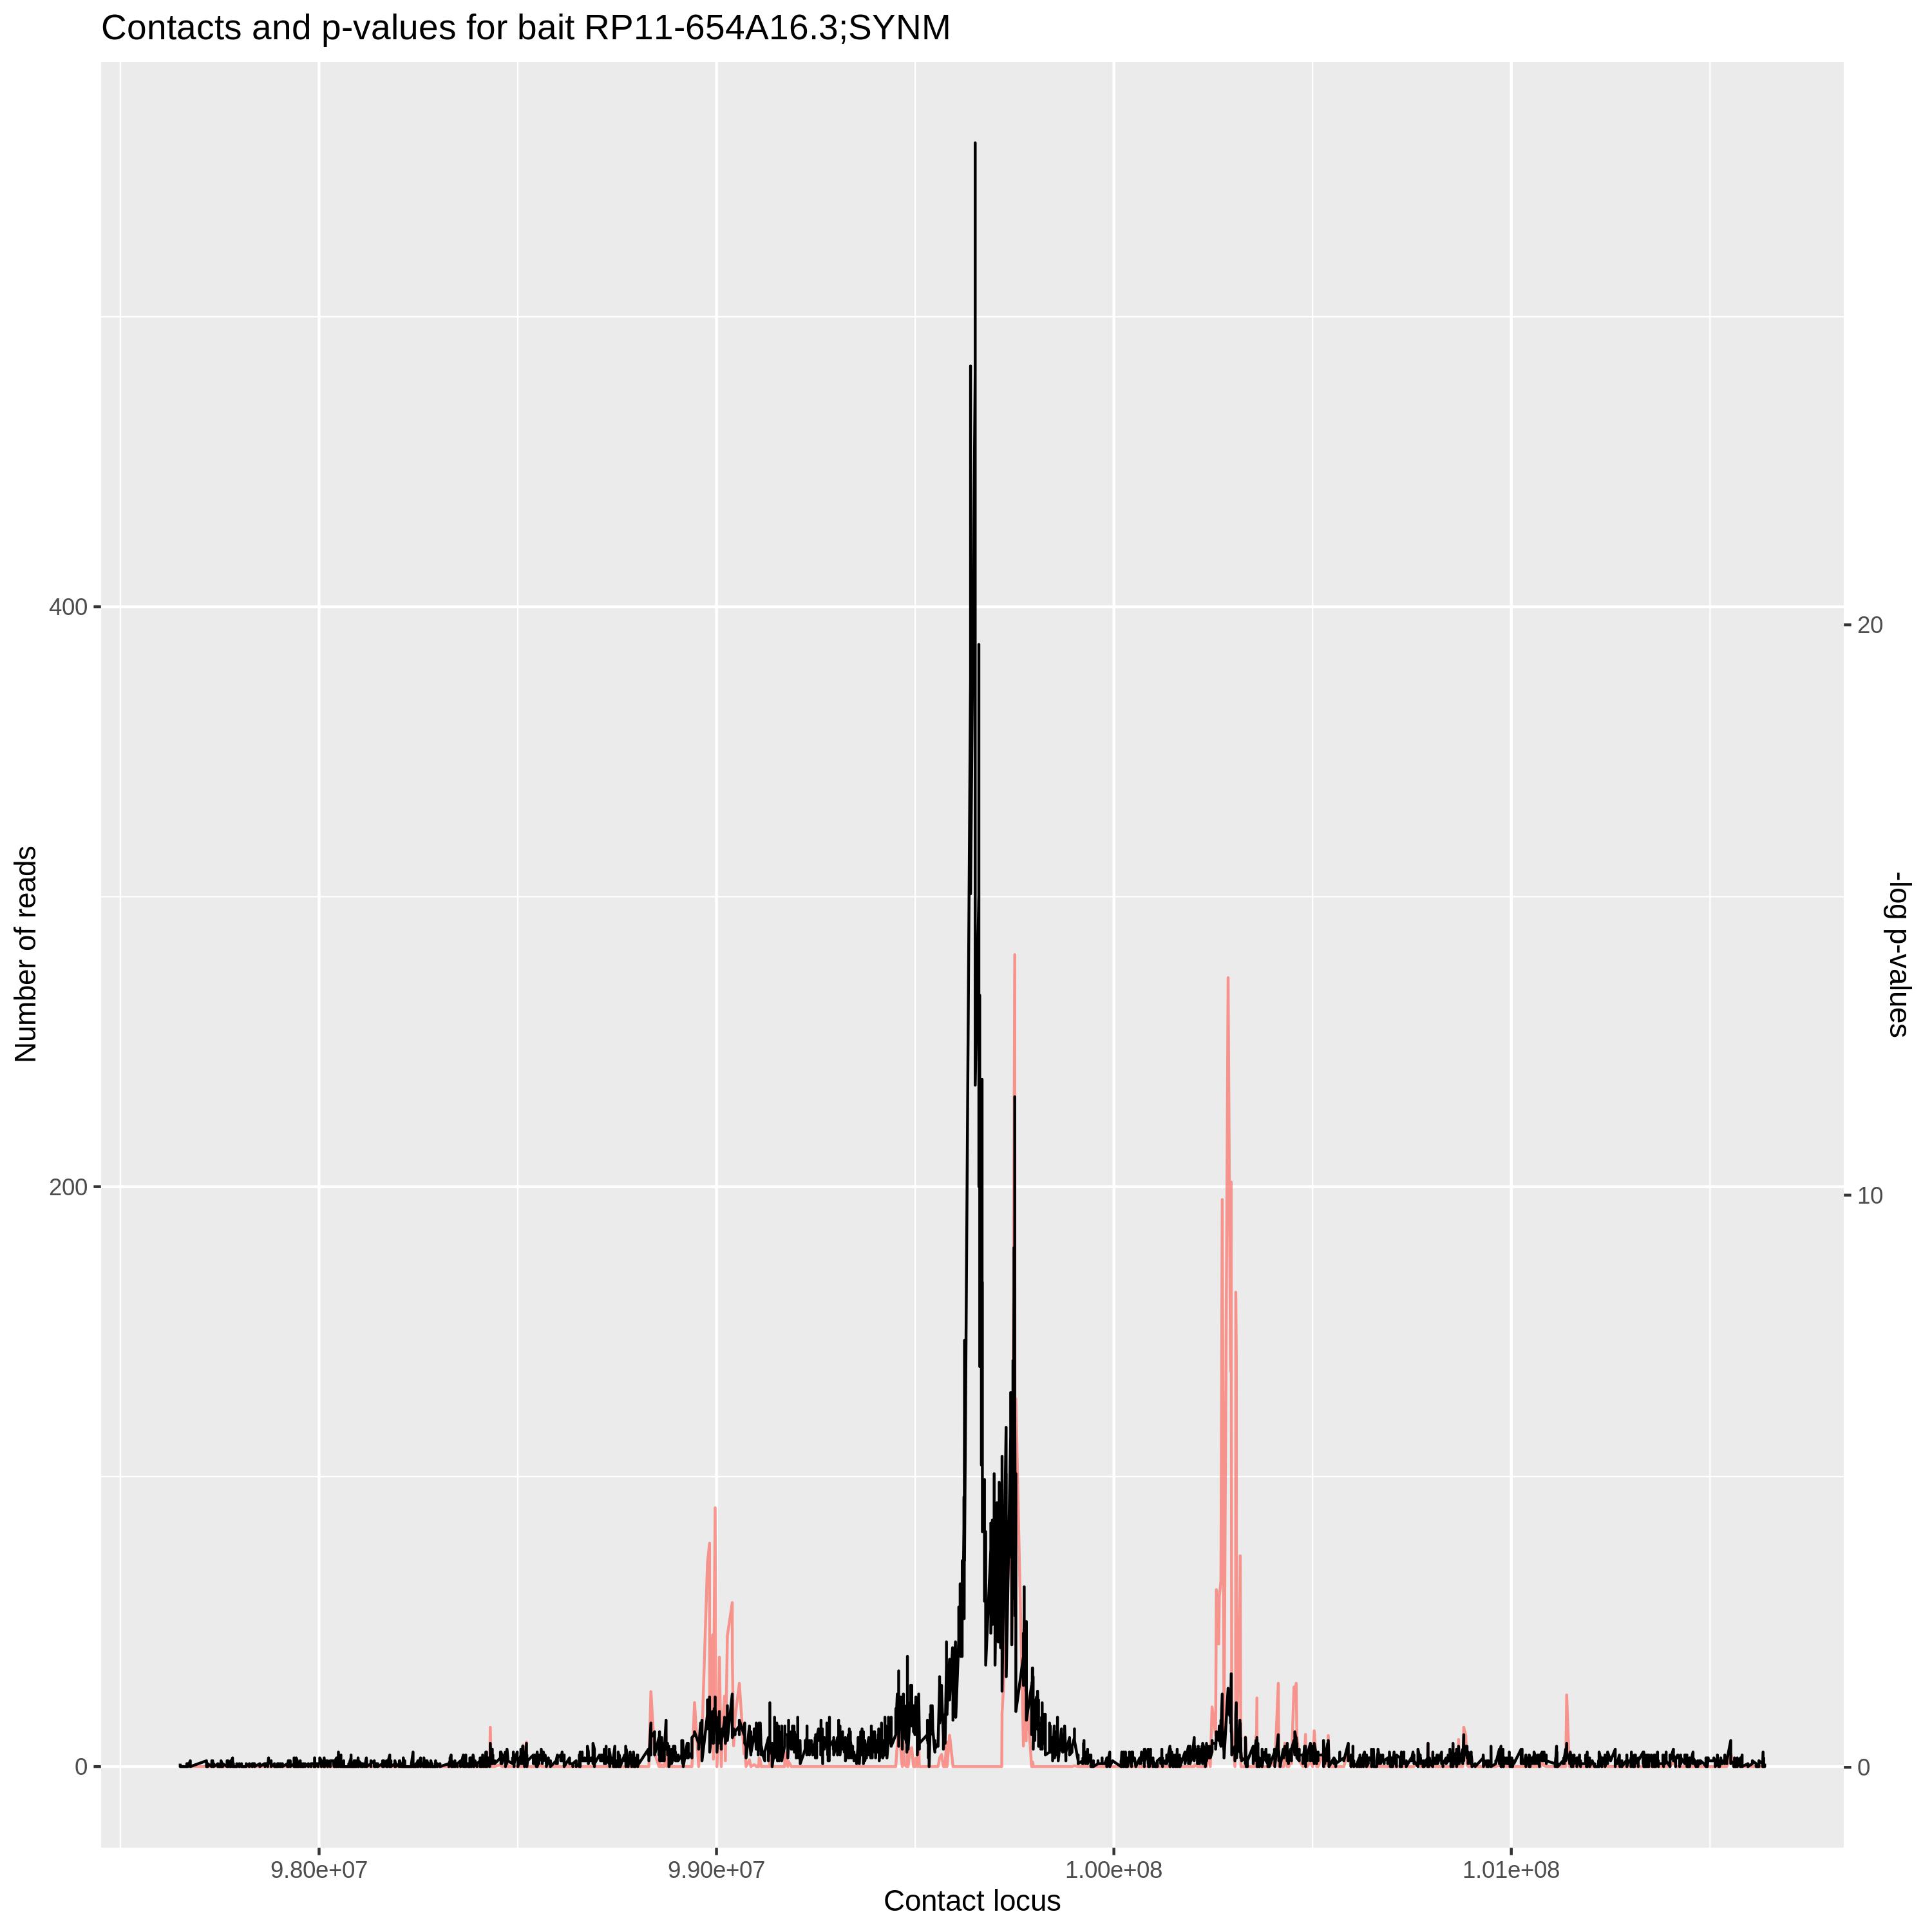 Contacts and p-values for bait RP11-654A16.3;SYNM
Number of reads
400
200
0
20
10
0
-log p-values
9.80e+07
9.90e+07
1.00e+08
1.01e+08
Contact locus